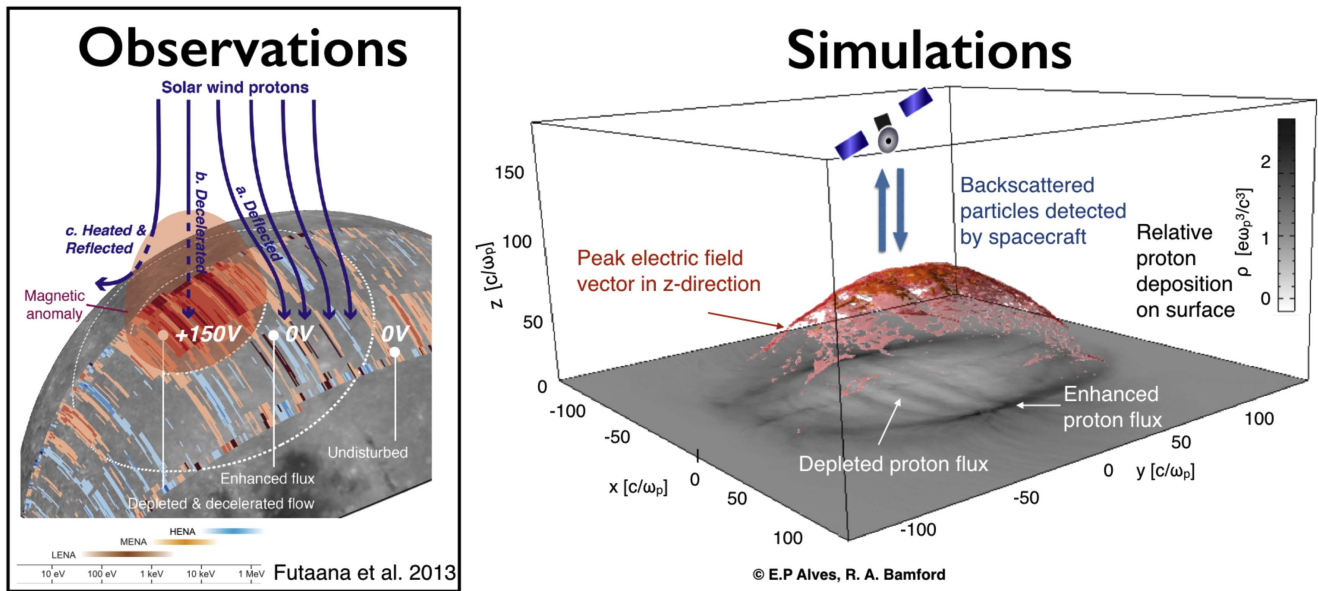 Observations
Solar wind protons
b. Decelerated
a. Deflected
c. Heated &
Reflected
Magnetic
anomaly
+150V
0V
0V
Undisturbed
Enhanced flux
Depleted & decelerated flow
HENA
MENA
LENA
10 eV 100 eV 1 keV 10 keV 1 MeV
Futaana et al. 2013
Simulations
150
100
50
0
z [c/ωp]
Backscattered
particles detected
by spacecraft
Peak electric field
vector in z-direction
Relative
proton
deposition
on surface
ρ [eωp³/c³]
2
1
0
Enhanced
proton flux
Depleted proton flux
-100
-50
0
50
100
x [c/ωp]
-100
-50
0
50
100
y [c/ωp]
© E.P Alves, R. A. Bamford